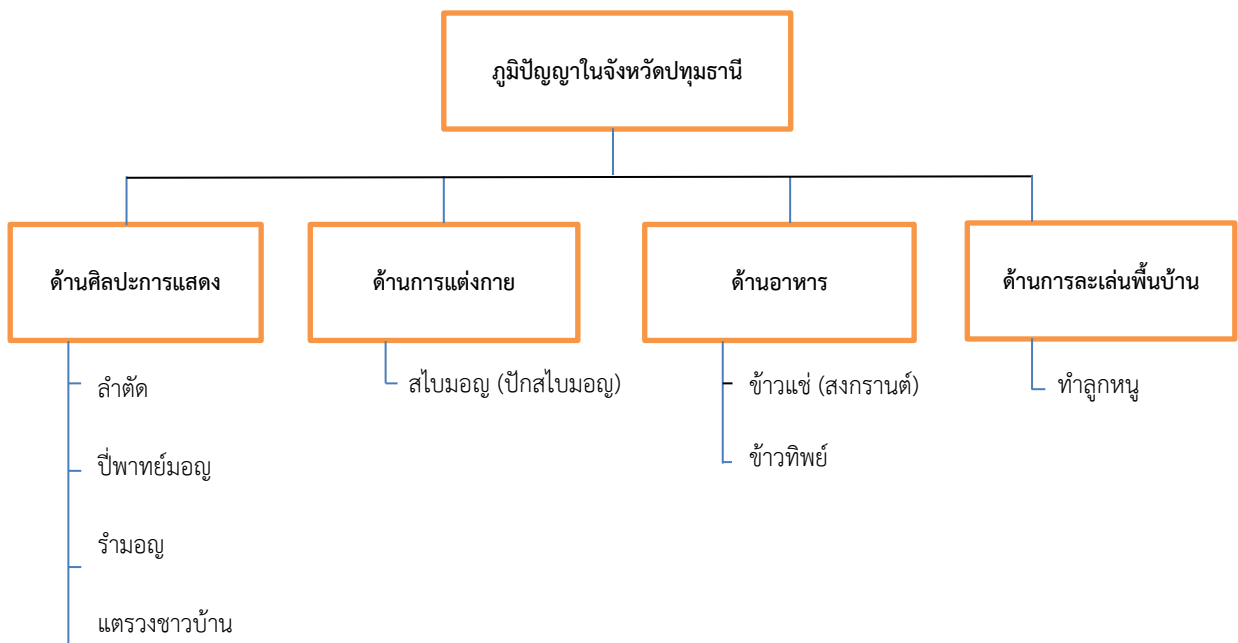 ภูมิปัญญาในจังหวัดปทุมธานี
ด้านศิลปะการแสดง
ด้านการแต่งกาย
ด้านอาหาร
ด้านการละเล่นพื้นบ้าน
ลำตัด
ปี่พาทย์มอญ
รำมอญ
แตรวงชาวบ้าน
สไบมอญ (ปักสไบมอญ)
ข้าวแช่ (สงกรานต์)
ข้าวทิพย์
ทำลูกหนู